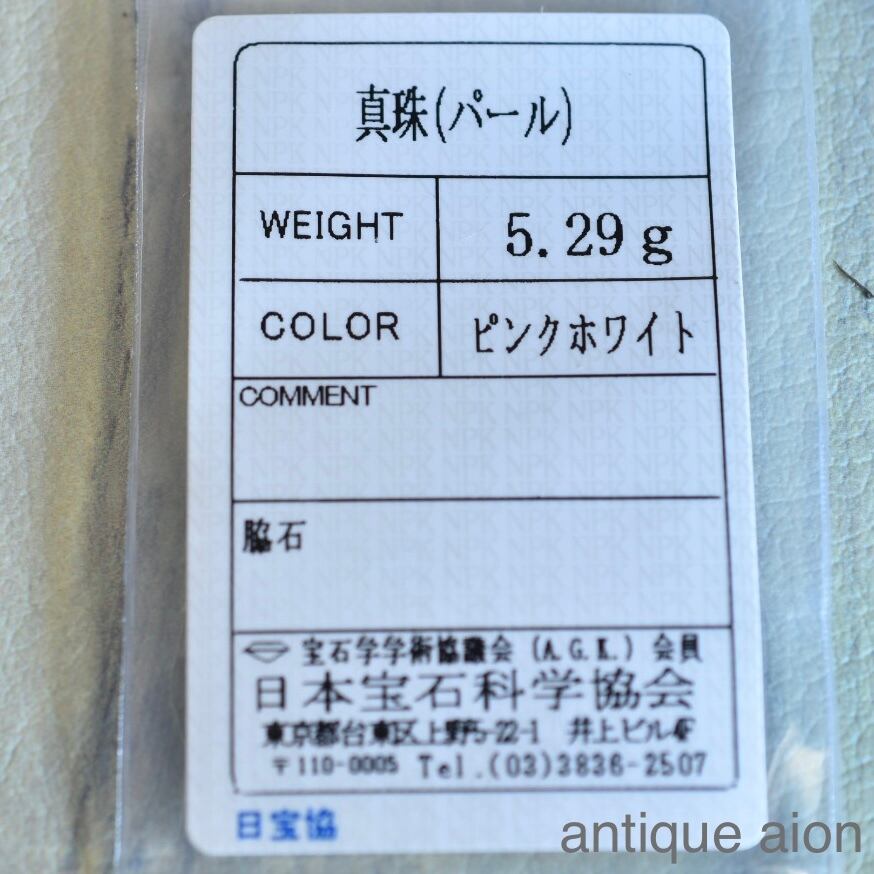 真珠(パール)
WEIGHT 5.29g
COLOR ピンクホワイト
COMMENT
脇石
宝石学学術協議会 (A.G.K.) 会員
日本宝石科学協会
東京都台東区上野5-22-1 井上ビル4F
〒110-0005 Tel.(03)3836-2507
日宝協
antique aion